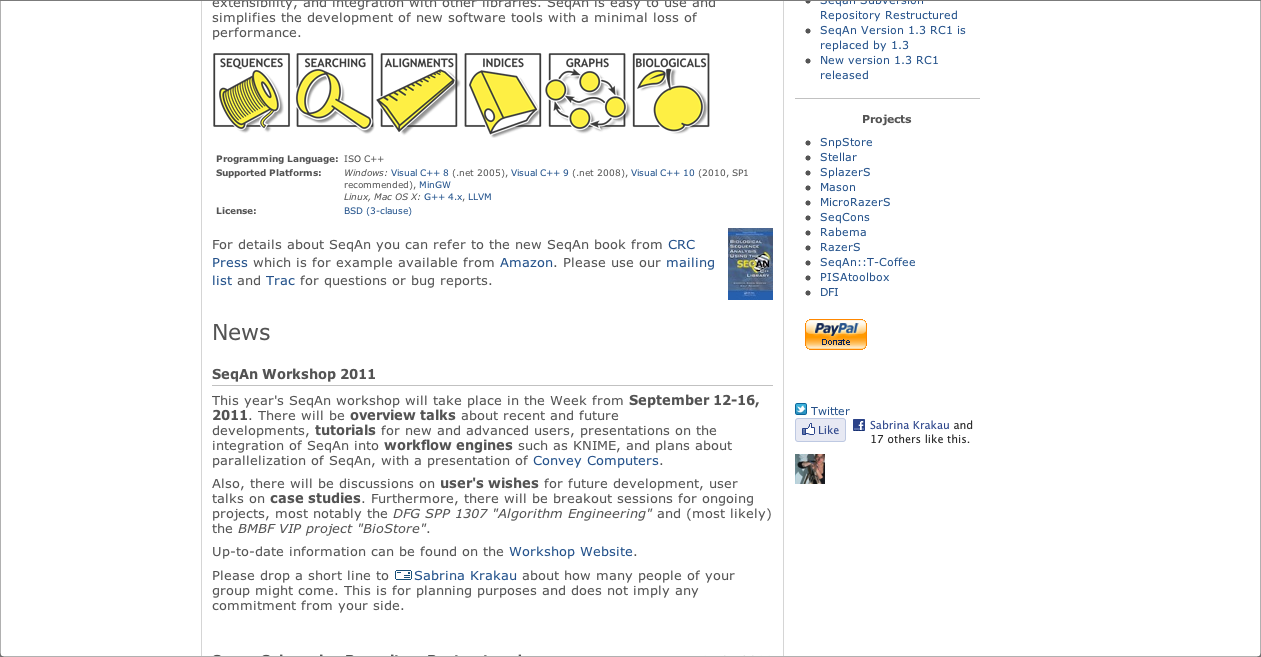 extensibility, and integration with other libraries. SeqAn is easy to use and
simplifies the development of new software tools with a minimal loss of
performance.
SEQUENCES SEARCHING ALIGNMENTS INDICES GRAPHS BIOLOGICALS
Programming Language: ISO C++
Supported Platforms: Windows: Visual C++ 8 (.net 2005), Visual C++ 9 (.net 2008), Visual C++ 10 (2010, SP1
recommended), MinGW
Linux, Mac OS X: G++ 4.x, LLVM
License: BSD (3-clause)
For details about SeqAn you can refer to the new SeqAn book from CRC
Press which is for example available from Amazon. Please use our mailing
list and Trac for questions or bug reports.
BIOLOGICAL
SEQUENCE
ANALYSIS
USING THE
SEQAN
C++
LIBRARY
News
SeqAn Workshop 2011
This year's SeqAn workshop will take place in the Week from September 12-16,
2011. There will be overview talks about recent and future
developments, tutorials for new and advanced users, presentations on the
integration of SeqAn into workflow engines such as KNIME, and plans about
parallelization of SeqAn, with a presentation of Convey Computers.
Also, there will be discussions on user's wishes for future development, user
talks on case studies. Furthermore, there will be breakout sessions for ongoing
projects, most notably the DFG SPP 1307 "Algorithm Engineering" and (most likely)
the BMBF VIP project "BioStore".
Up-to-date information can be found on the Workshop Website.
Please drop a short line to Sabrina Krakau about how many people of your
group might come. This is for planning purposes and does not imply any
commitment from your side.
Seqan Subversion
Repository Restructured
SeqAn Version 1.3 RC1 is
replaced by 1.3
New version 1.3 RC1
released
Projects
SnpStore
Stellar
SplazerS
Mason
MicroRazerS
SeqCons
Rabema
RazerS
SeqAn::T-Coffee
PISAtoolbox
DFI
PayPal
Donate
Twitter
Like
Sabrina Krakau and
17 others like this.